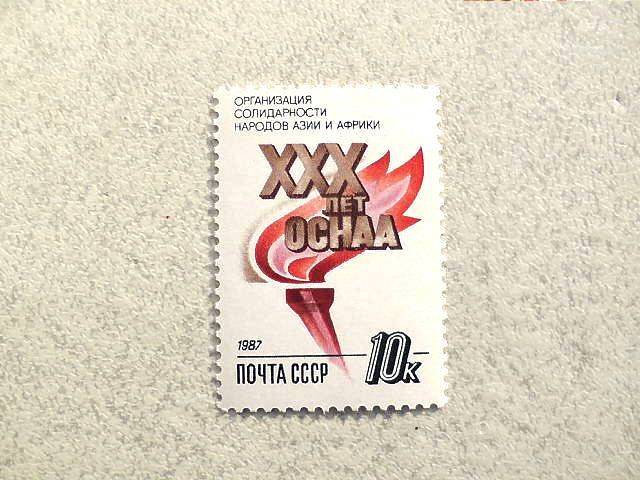 ОРГАНИЗАЦИЯ
СОЛИДАРНОСТИ
НАРОДОВ АЗИИ И АФРИКИ
XXX
ЛЕТ
ОСНАА
1987
ПОЧТА СССР
10к